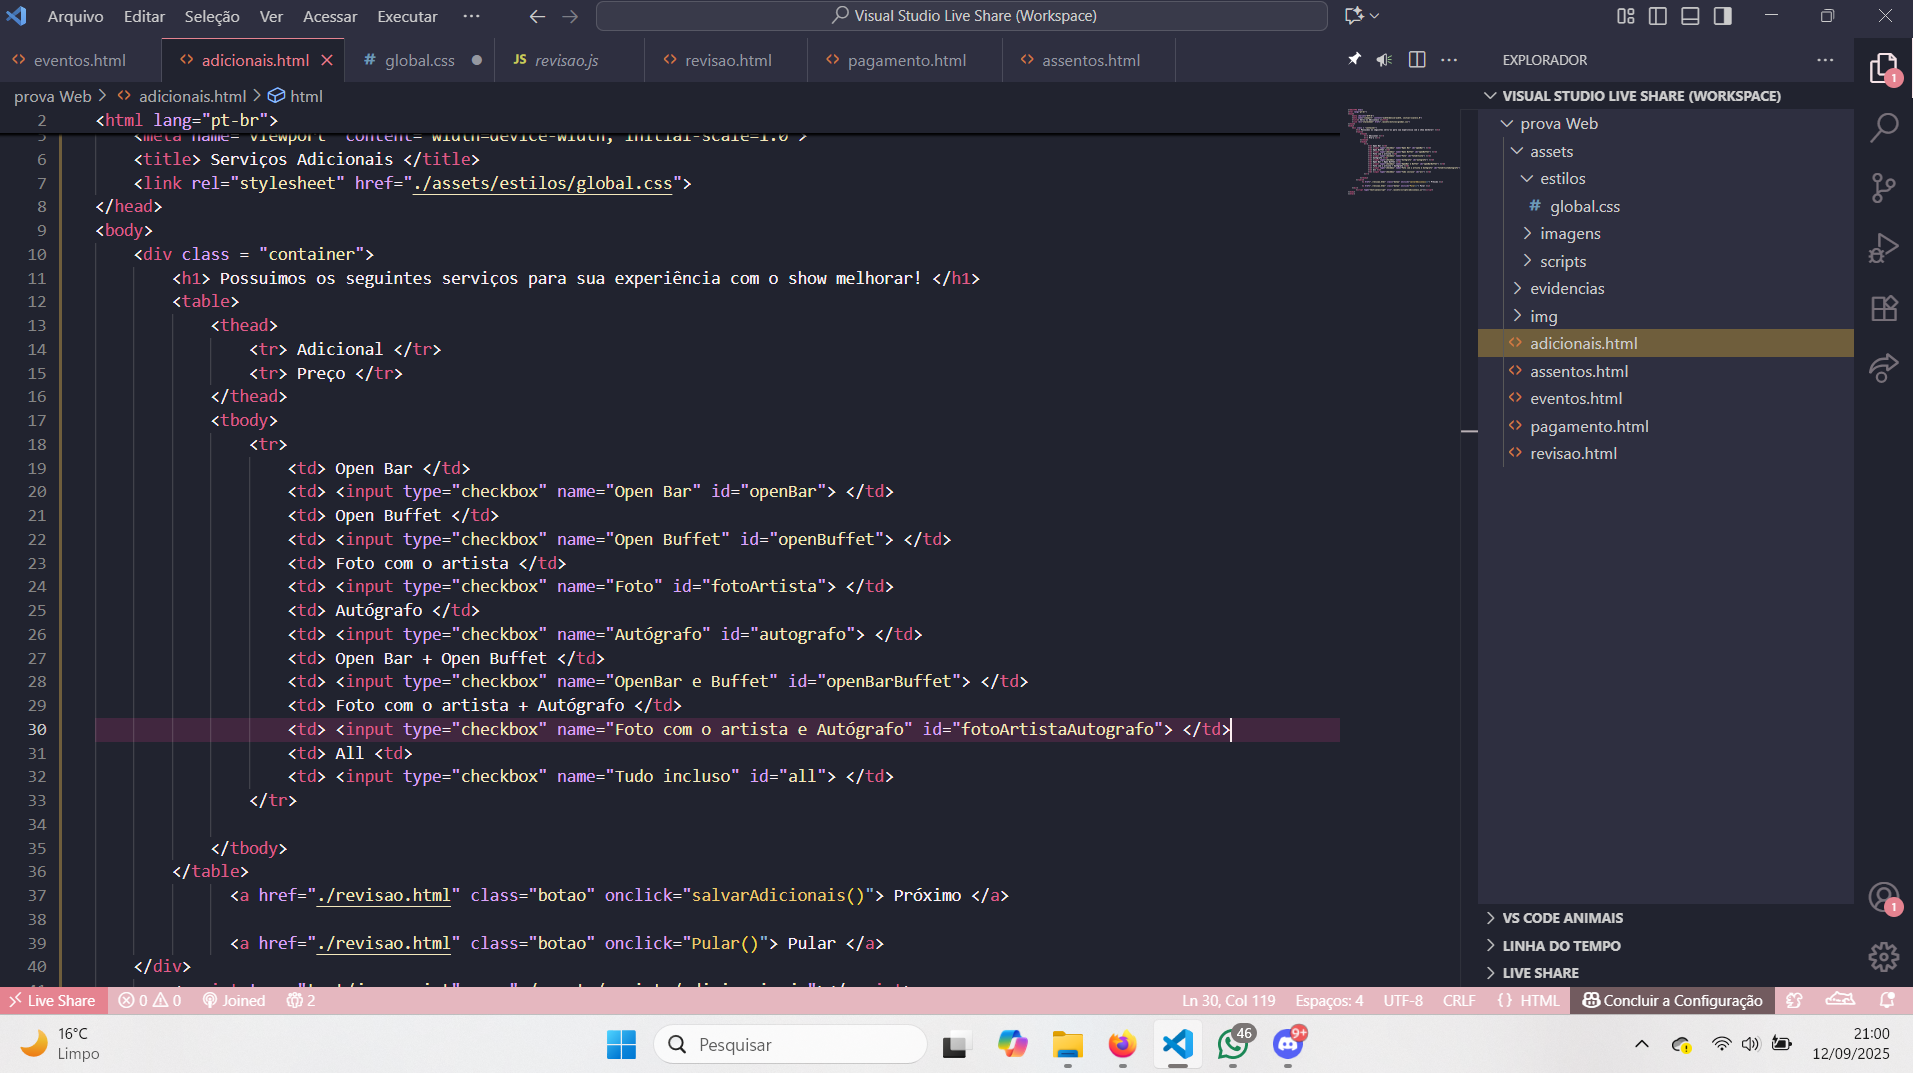 Arquivo Editar Seleção Ver Acessar Executar ··· Visual Studio Live Share (Workspace)
eventos.html adicionais.html global.css JS revisao.js revisao.html pagamento.html assentos.html
prova Web > adicionais.html > html
2 <html lang="pt-br">
<meta name="viewport" content="width=device-width, initial-scale=1.0">
6 <title> Serviços Adicionais </title>
7 <link rel="stylesheet" href="./assets/estilos/global.css">
8 </head>
9 <body>
10 <div class = "container">
11 <h1> Possuimos os seguintes serviços para sua experiência com o show melhorar! </h1>
12 <table>
13 <thead>
14 <tr> Adicional </tr>
15 <tr> Preço </tr>
16 </thead>
17 <tbody>
18 <tr>
19 <td> Open Bar </td>
20 <td> <input type="checkbox" name="Open Bar" id="openBar"> </td>
21 <td> Open Buffet </td>
22 <td> <input type="checkbox" name="Open Buffet" id="openBuffet"> </td>
23 <td> Foto com o artista </td>
24 <td> <input type="checkbox" name="Foto" id="fotoArtista"> </td>
25 <td> Autógrafo </td>
26 <td> <input type="checkbox" name="Autógrafo" id="autografo"> </td>
27 <td> Open Bar + Open Buffet </td>
28 <td> <input type="checkbox" name="OpenBar e Buffet" id="openBarBuffet"> </td>
29 <td> Foto com o artista + Autógrafo </td>
30 <td> <input type="checkbox" name="Foto com o artista e Autógrafo" id="fotoArtistaAutografo"> </td>
31 <td> All <td>
32 <td> <input type="checkbox" name="Tudo incluso" id="all"> </td>
33 </tr>
34
35 </tbody>
36 </table>
37 <a href="./revisao.html" class="botao" onclick="salvarAdicionais()"> Próximo </a>
38
39 <a href="./revisao.html" class="botao" onclick="Pular()"> Pular </a>
40 </div>
EXPLORADOR
VISUAL STUDIO LIVE SHARE (WORKSPACE)
prova Web
assets
estilos
# global.css
imagens
scripts
evidencias
img
adicionais.html
assentos.html
eventos.html
pagamento.html
revisao.html
VS CODE ANIMAIS
LINHA DO TEMPO
LIVE SHARE
1
1
Live Share 0 0 Joined 2 Ln 30, Col 119 Espaços: 4 UTF-8 CRLF {} HTML Concluir a Configuração
16°C
Limpo
Pesquisar
46
9+
21:00
12/09/2025